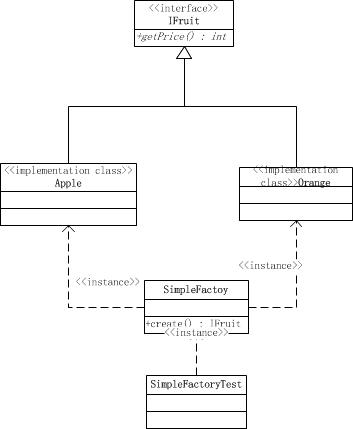 <<interface>>
IFruit
+getPrice() : int
<<implementation class>>
Apple
<<implementation
class>>Orange
<<instance>>
<<instance>>
SimpleFactoy
+create() : IFruit
<<instance>>
SimpleFactoryTest